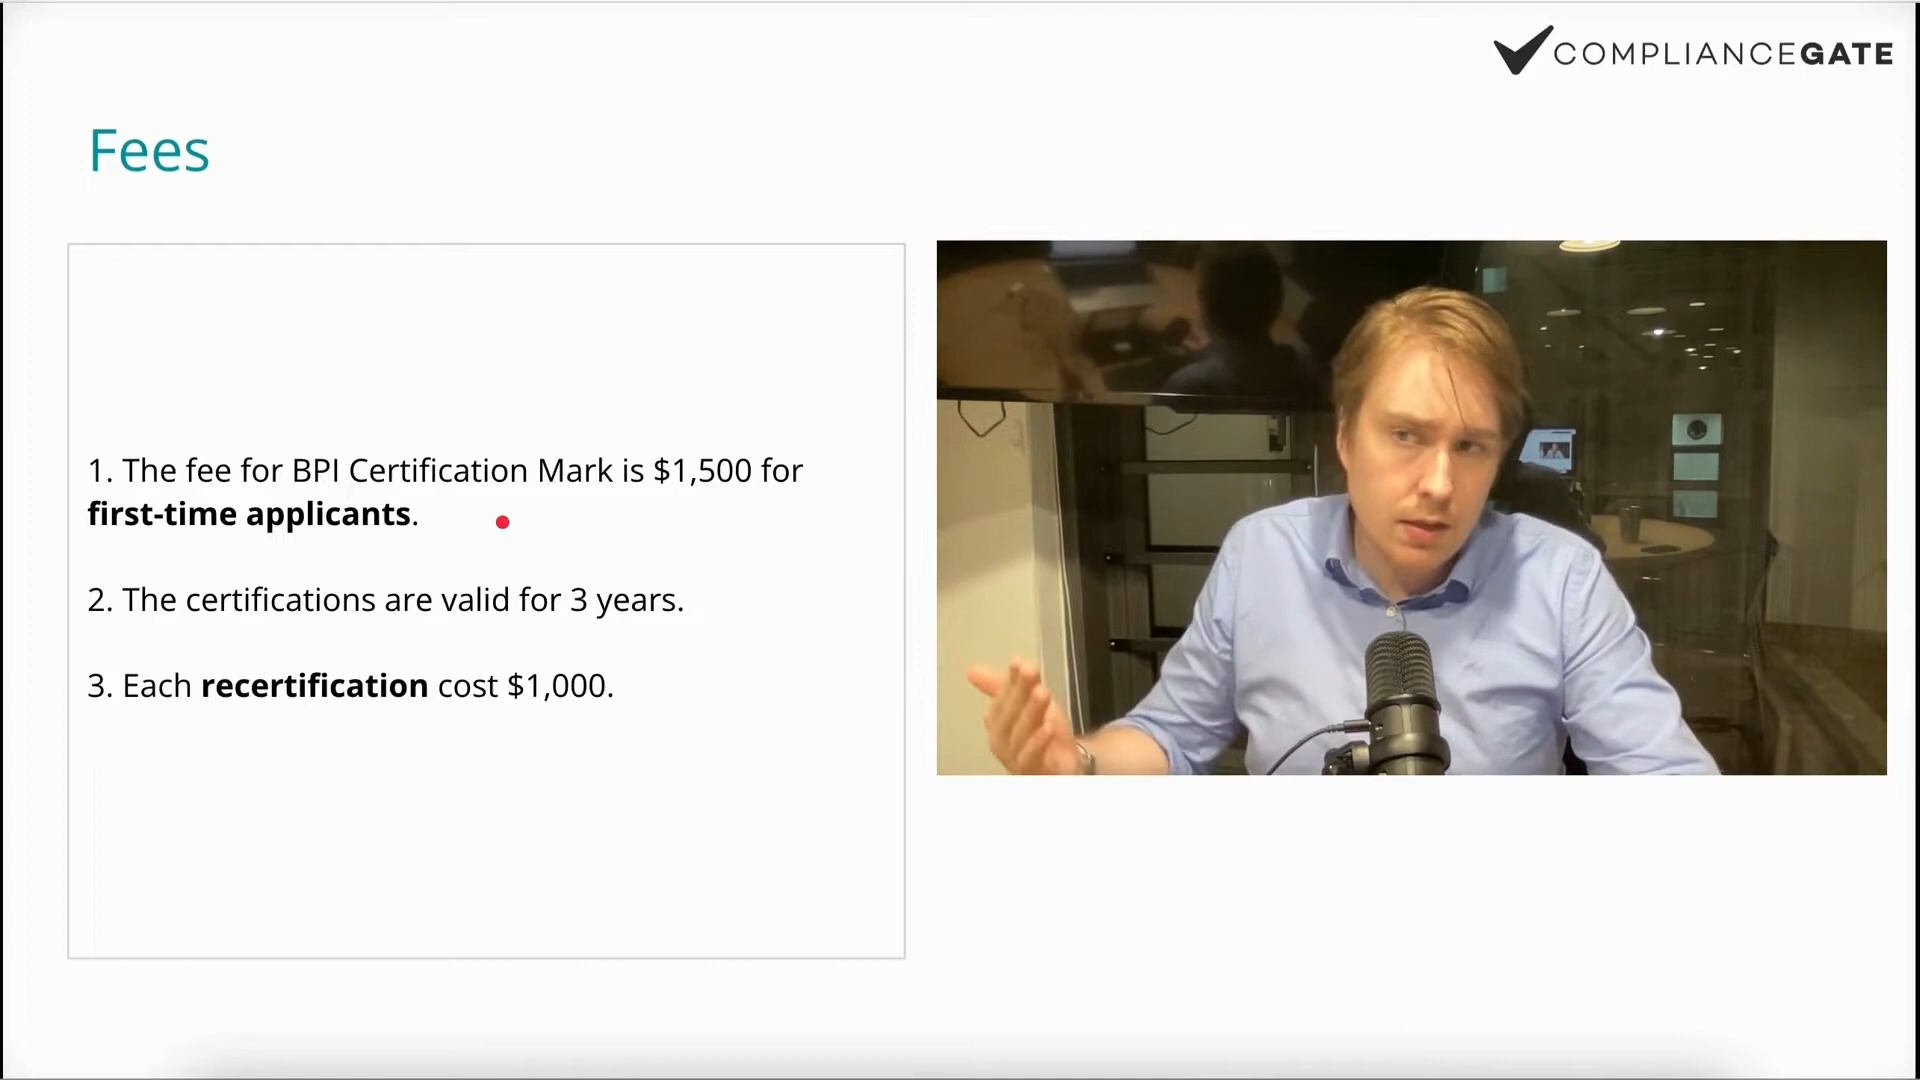 COMPLIANCEGATE
Fees
1. The fee for BPI Certification Mark is $1,500 for
first-time applicants.
2. The certifications are valid for 3 years.
3. Each recertification cost $1,000.